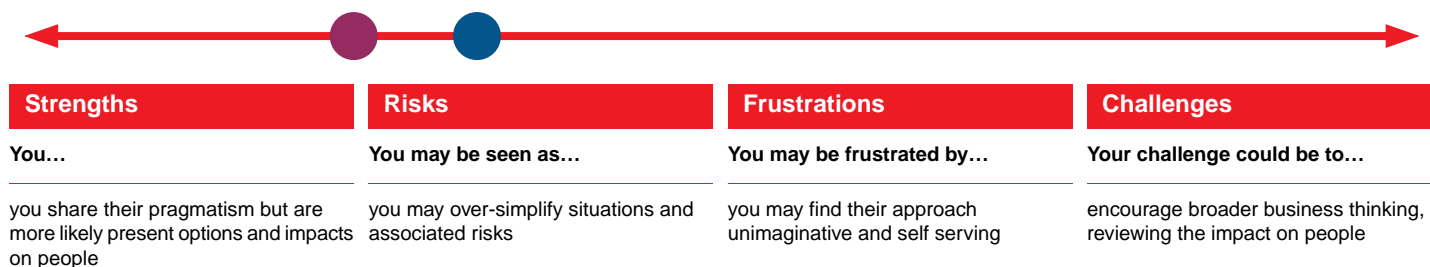 Strengths
Risks
Frustrations
Challenges
You…
You may be seen as…
You may be frustrated by…
Your challenge could be to…
you share their pragmatism but are
more likely present options and impacts
on people
you may over-simplify situations and
associated risks
you may find their approach
unimaginative and self serving
encourage broader business thinking,
reviewing the impact on people